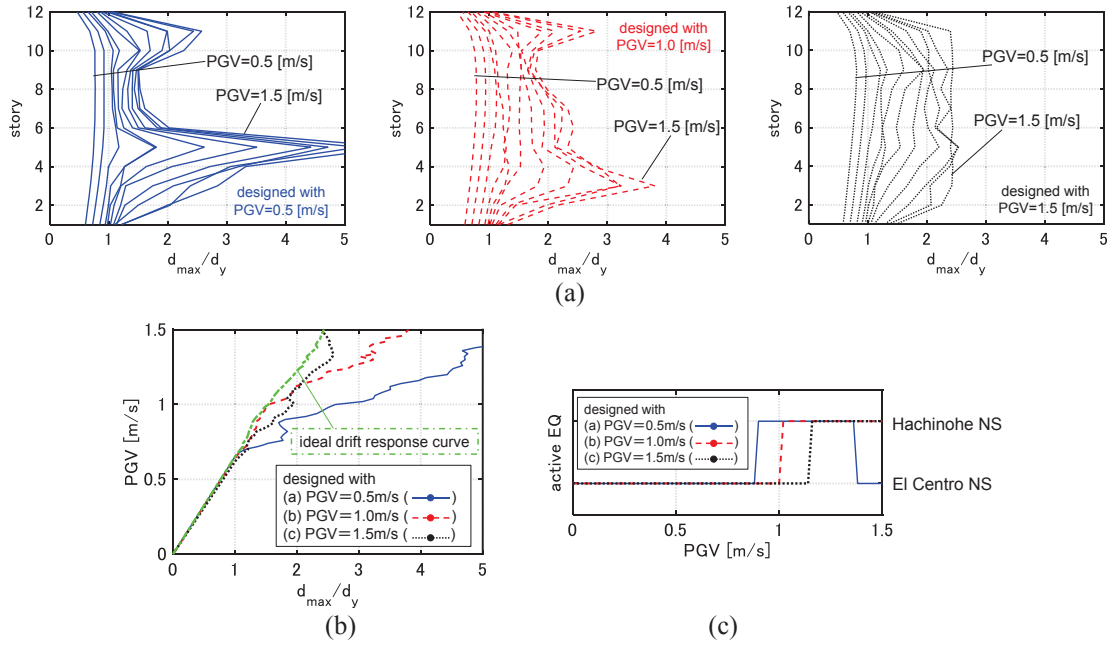 12
10
8
6
4
2
story
PGV=0.5 [m/s]
PGV=1.5 [m/s]
designed with
PGV=0.5 [m/s]
0
1
2
3
4
5
d_max/d_y
12
10
8
6
4
2
story
designed with
PGV=1.0 [m/s]
PGV=0.5 [m/s]
PGV=1.5 [m/s]
0
1
2
3
4
5
d_max/d_y
12
10
8
6
4
2
story
PGV=0.5 [m/s]
PGV=1.5 [m/s]
designed with
PGV=1.5 [m/s]
0
1
2
3
4
5
d_max/d_y
(a)
1.5
1
0.5
0
PGV [m/s]
ideal drift response curve
designed with
(a) PGV=0.5m/s ( )
(b) PGV=1.0m/s ( )
(c) PGV=1.5m/s ( )
0
1
2
3
4
5
d_max/d_y
(b)
active EQ
designed with
(a) PGV=0.5m/s ( )
(b) PGV=1.0m/s ( )
(c) PGV=1.5m/s ( )
Hachinohe NS
El Centro NS
0
0.5
1
1.5
PGV [m/s]
(c)